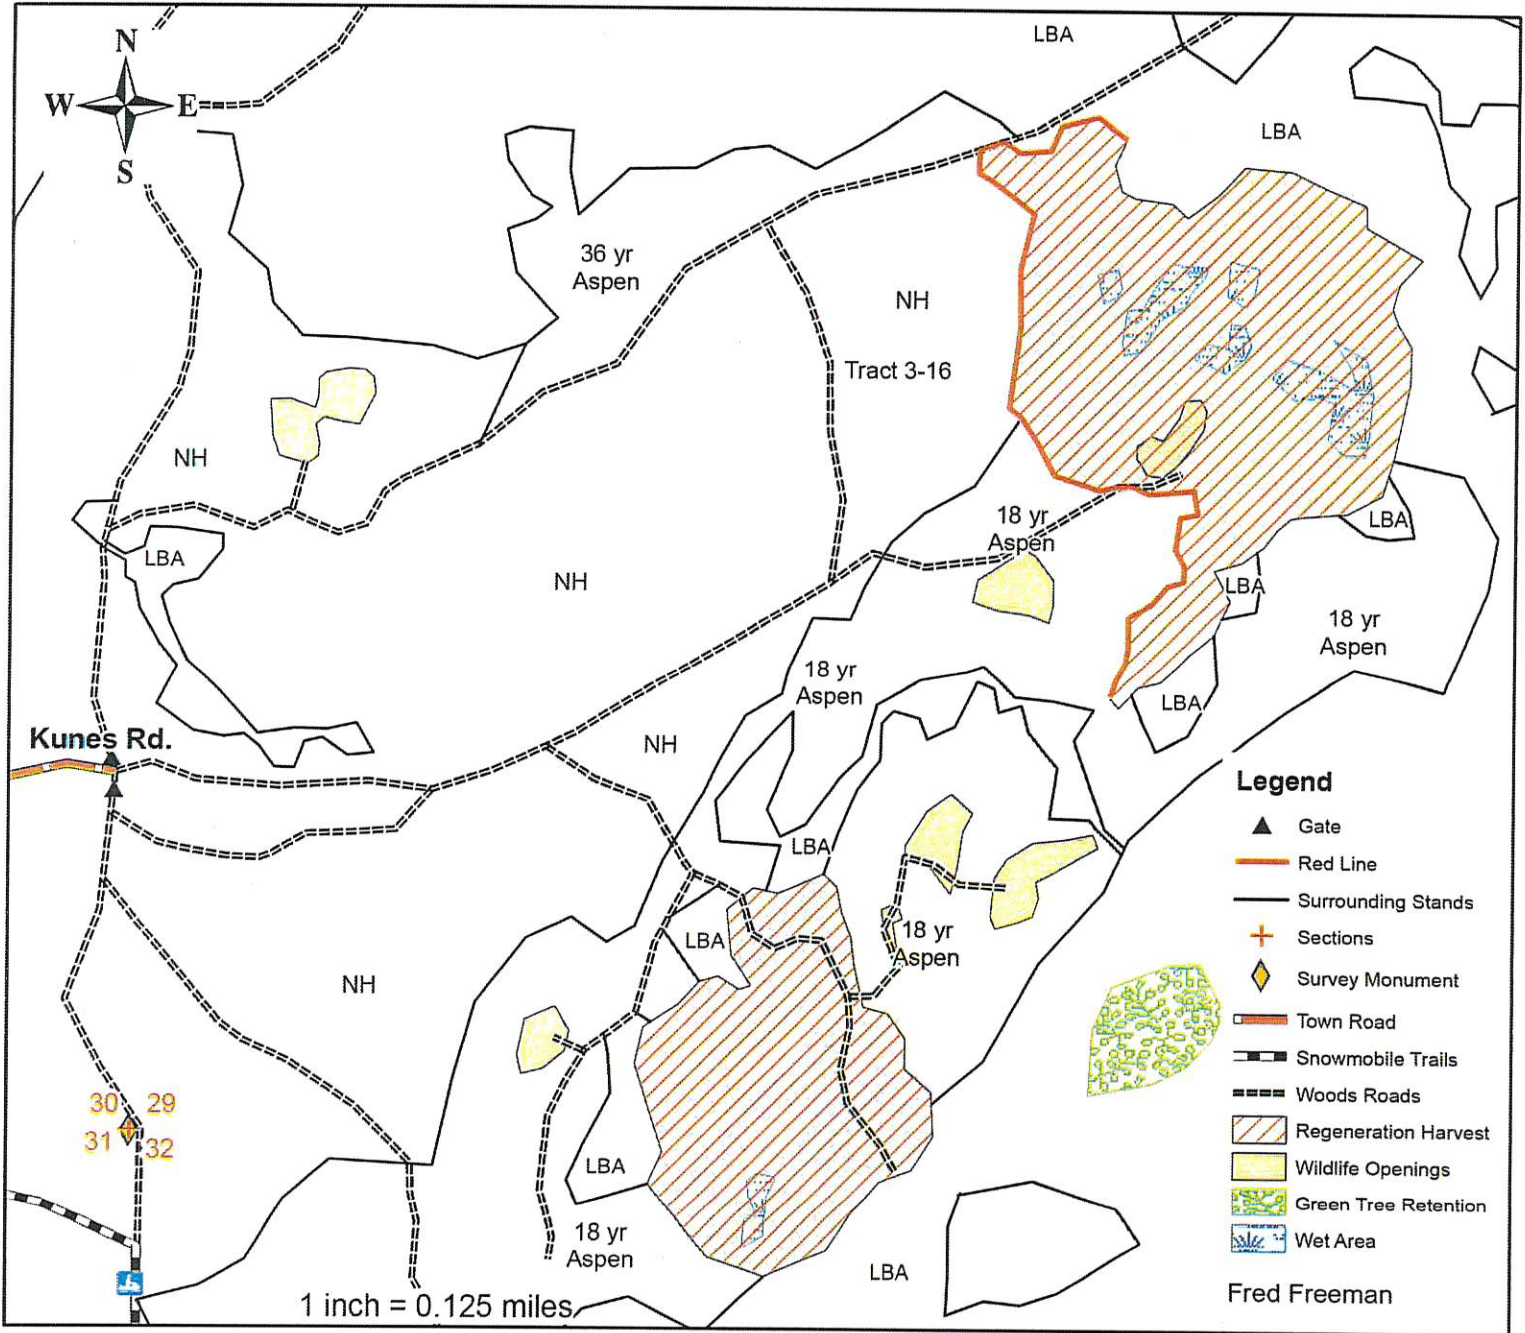 N
W E
S
LBA
LBA
36 yr
Aspen
NH
Tract 3-16
NH
LBA
18 yr
Aspen
LBA
NH
LBA
18 yr
Aspen
18 yr
Aspen
LBA
Kunes Rd.
NH
LBA
18 yr
Aspen
LBA
NH
30 29
31 32
LBA
18 yr
Aspen
LBA
1 inch = 0.125 miles
Legend
Gate
Red Line
Surrounding Stands
Sections
Survey Monument
Town Road
Snowmobile Trails
Woods Roads
Regeneration Harvest
Wildlife Openings
Green Tree Retention
Wet Area
Fred Freeman